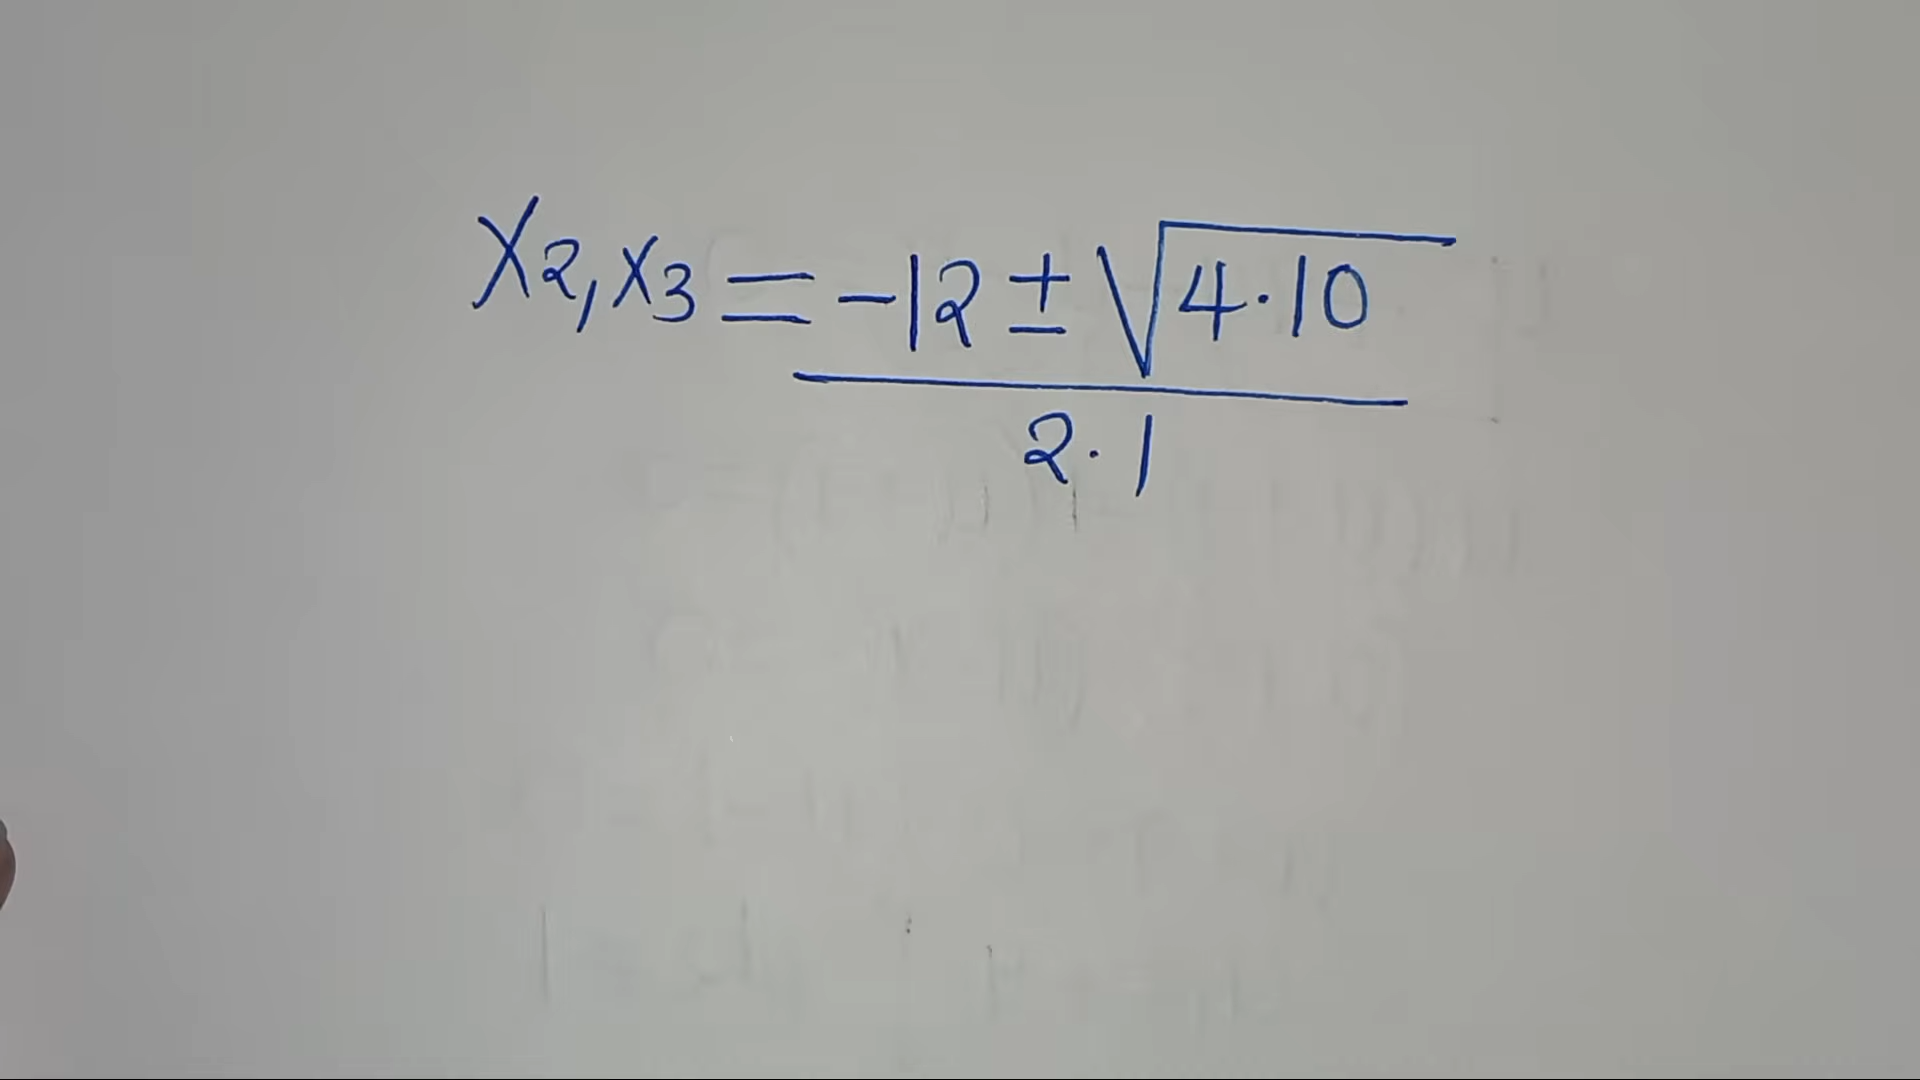 X2,X3 = -12 ± √4·10
2·1